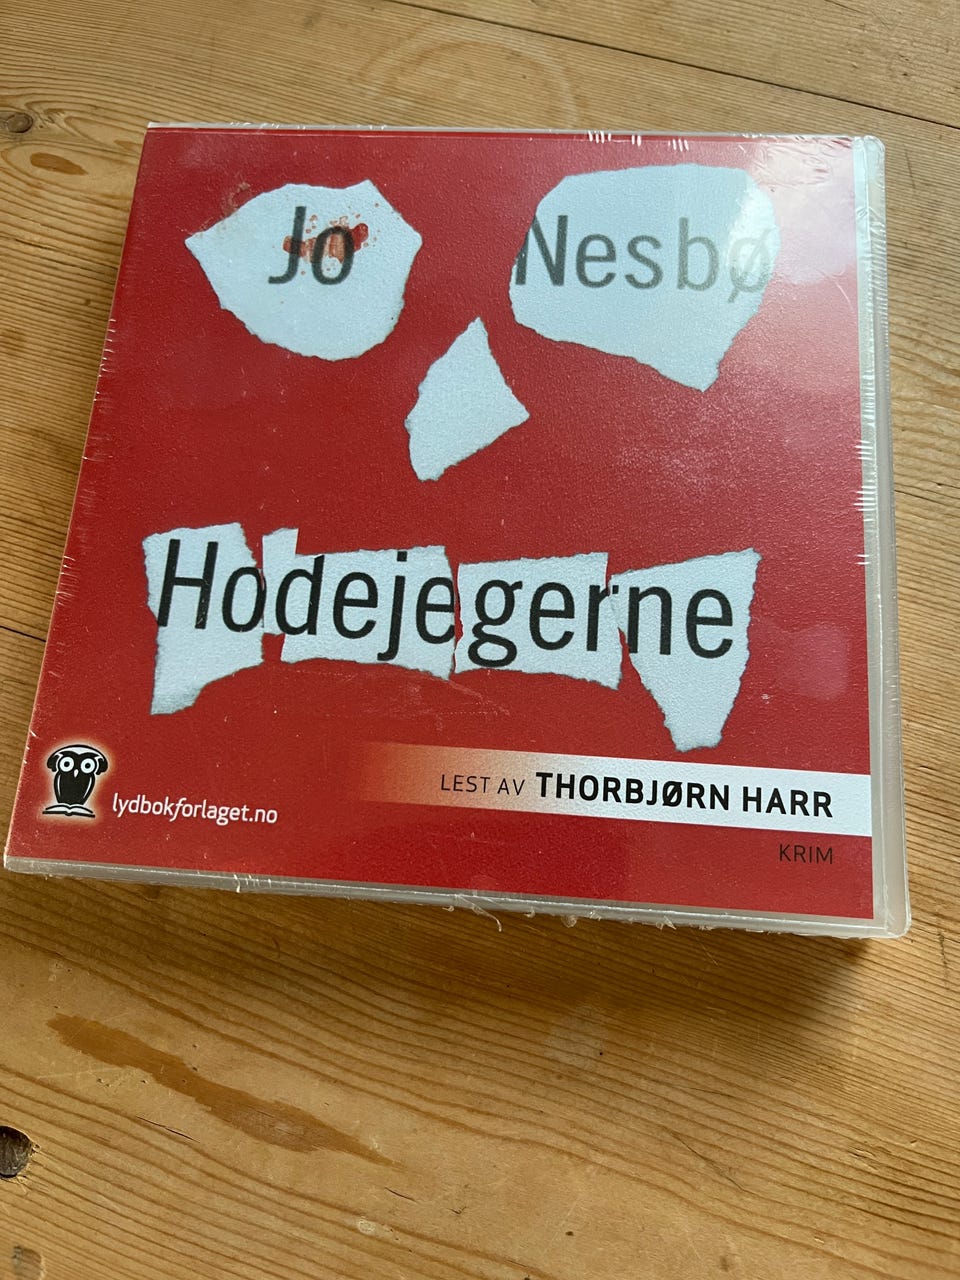 Jo Nesbø
Hodejegerne
LEST AV THORBJØRN HARR
lydbokforlaget.no
KRIM